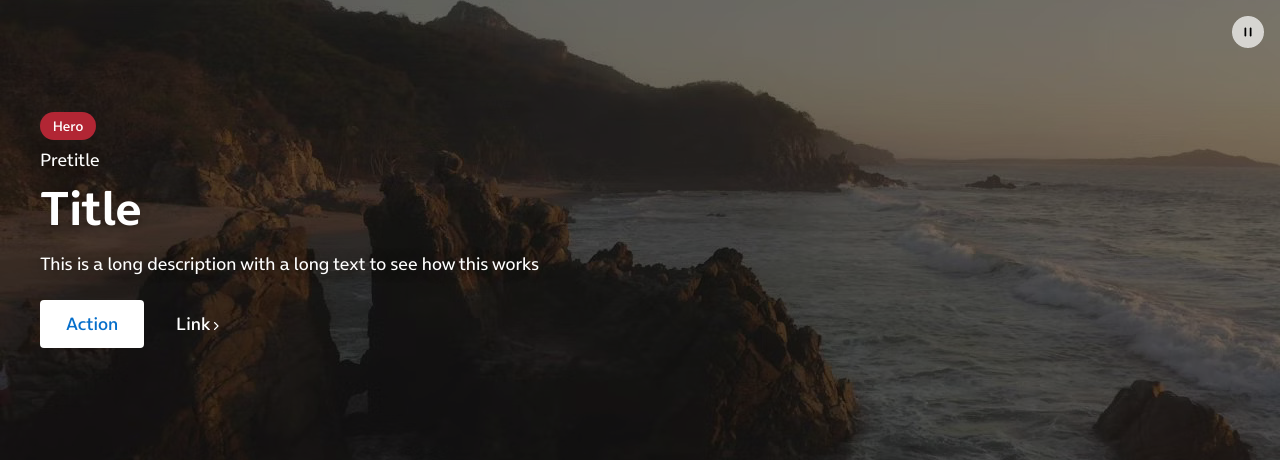 Hero
Pretitle
Title
This is a long description with a long text to see how this works
Action
Link